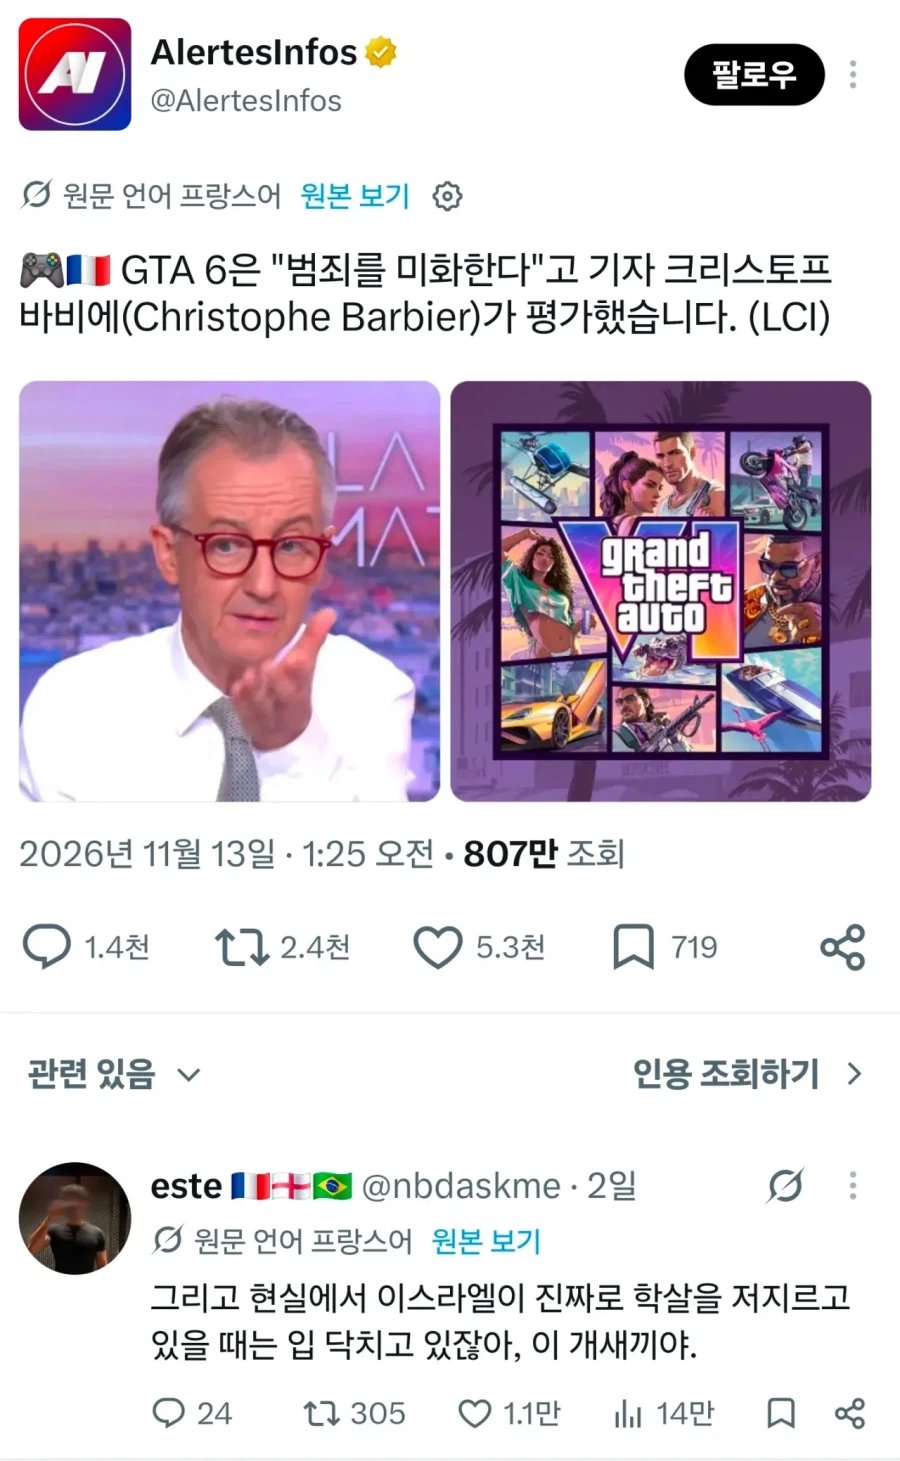 AI
AlertesInfos
@AlertesInfos
팔로우
원문 언어 프랑스어 원본 보기
GTA 6은 "범죄를 미화한다"고 기자 크리스토프
바비에(Christophe Barbier)가 평가했습니다. (LCI)
LA
MAT
VI
grand
theft
auto
2026년 11월 13일 · 1:25 오전 · 807만 조회
1.4천 2.4천 5.3천 719
관련 있음 인용 조회하기
este @nbdaskme · 2일
원문 언어 프랑스어 원본 보기
그리고 현실에서 이스라엘이 진짜로 학살을 저지르고
있을 때는 입 닥치고 있잖아, 이 개새끼야.
24 305 1.1만 14만